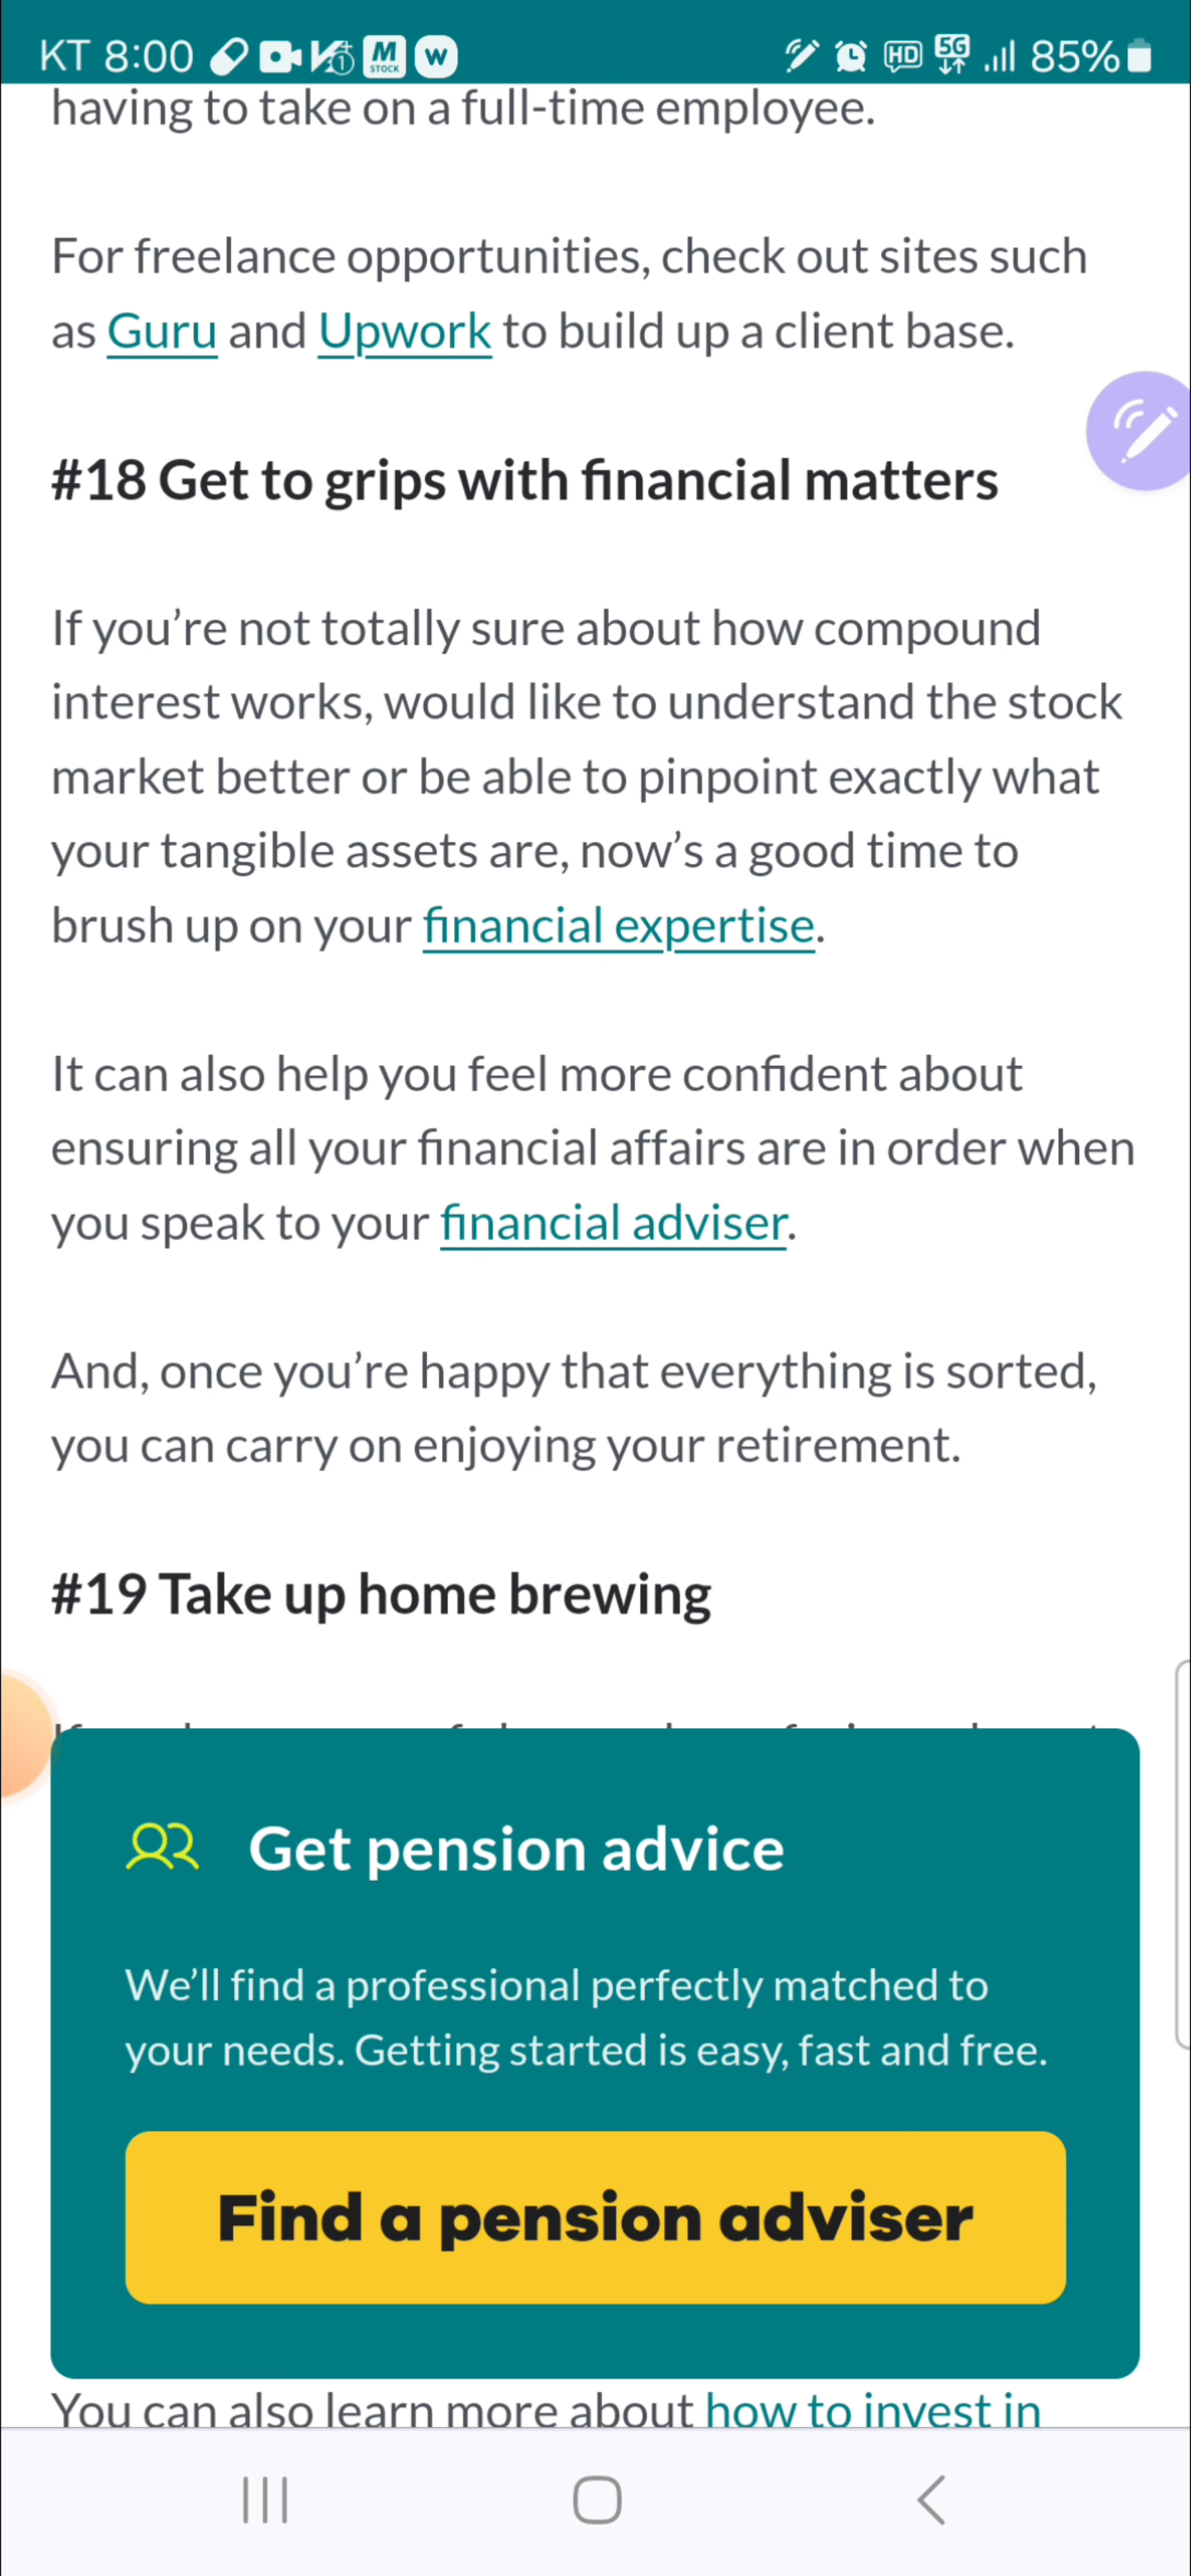 KT 8:00 M STOCK W HD 5G 85%
having to take on a full-time employee.
For freelance opportunities, check out sites such
as Guru and Upwork to build up a client base.
#18 Get to grips with financial matters
If you’re not totally sure about how compound
interest works, would like to understand the stock
market better or be able to pinpoint exactly what
your tangible assets are, now’s a good time to
brush up on your financial expertise.
It can also help you feel more confident about
ensuring all your financial affairs are in order when
you speak to your financial adviser.
And, once you’re happy that everything is sorted,
you can carry on enjoying your retirement.
#19 Take up home brewing
Get pension advice
We’ll find a professional perfectly matched to
your needs. Getting started is easy, fast and free.
Find a pension adviser
You can also learn more about how to invest in